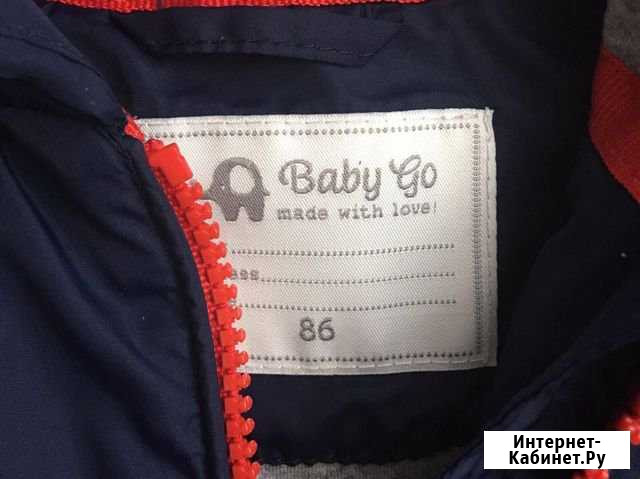 Baby Go
made with love!
86
Интернет-
Кабинет.Ру